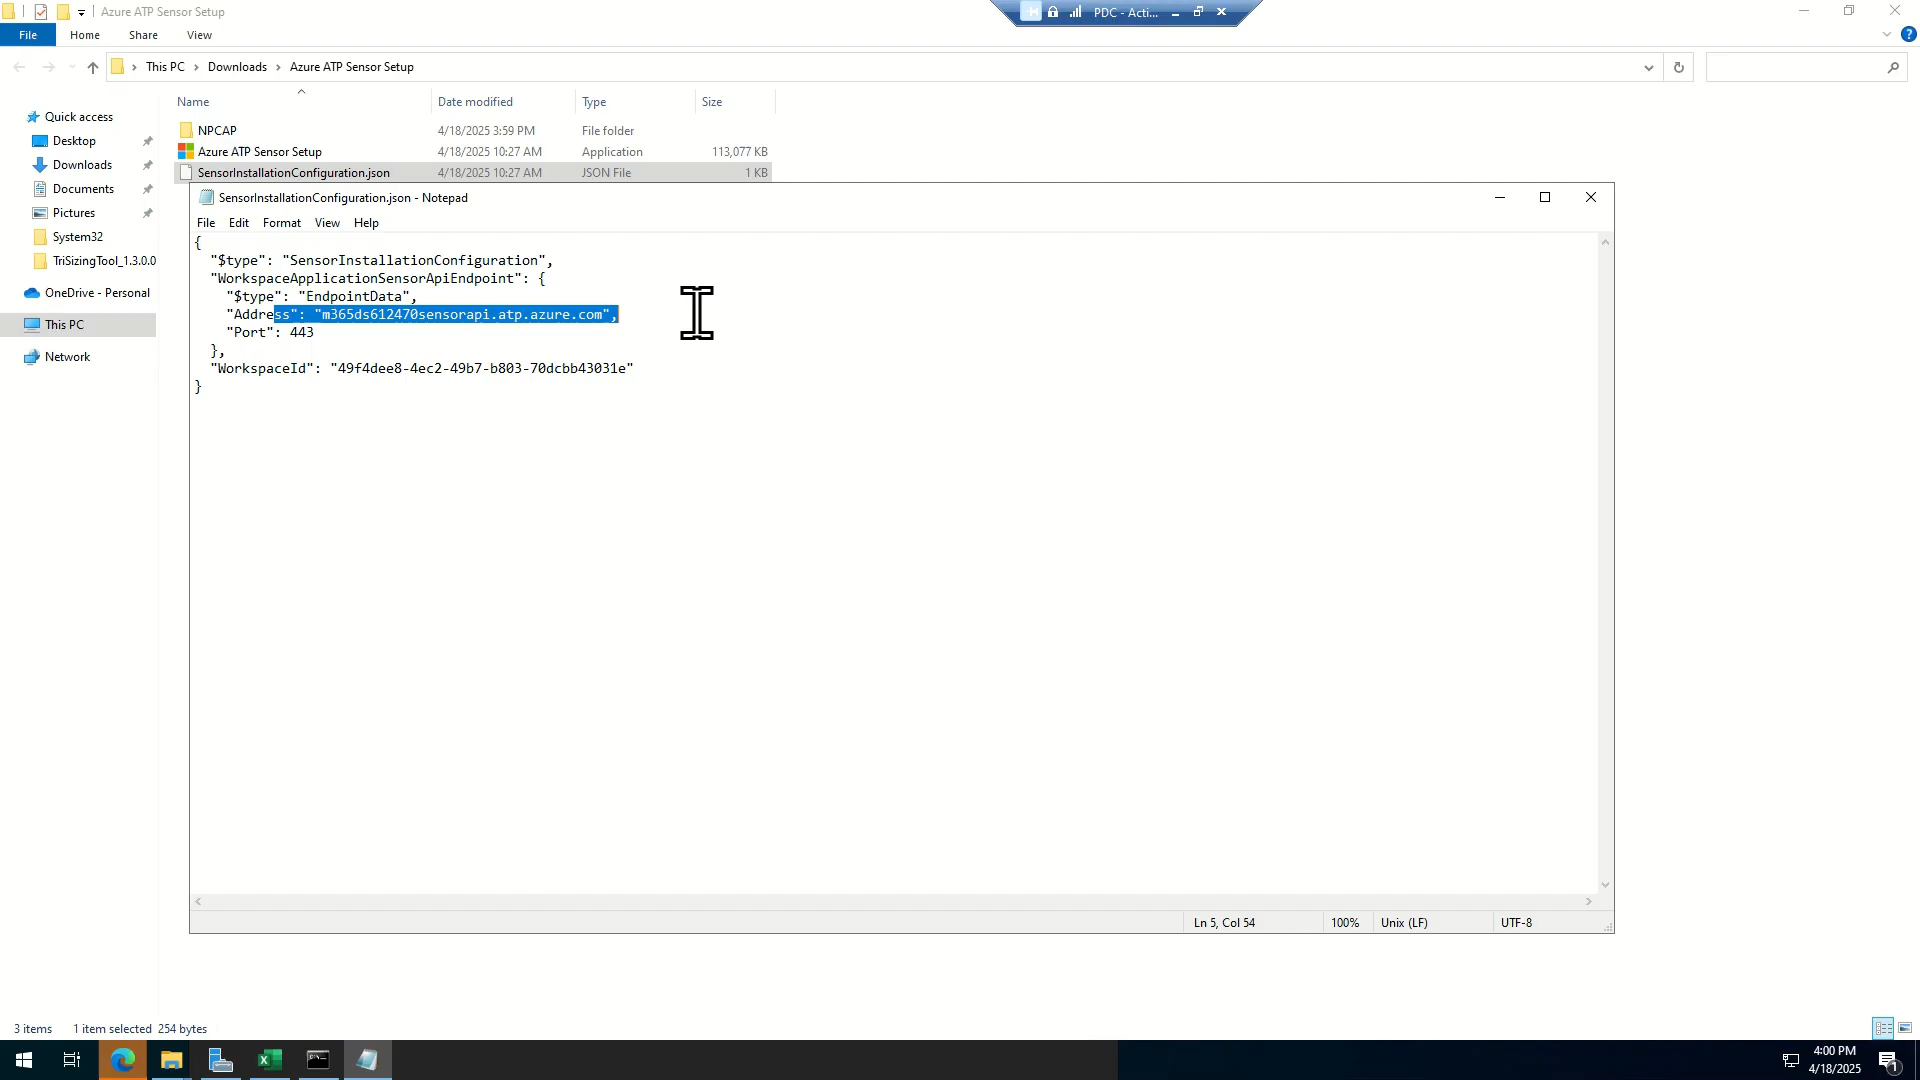 Azure ATP Sensor Setup
PDC - Acti...
File Home Share View
This PC Downloads Azure ATP Sensor Setup
Name Date modified Type Size
NPCAP 4/18/2025 3:59 PM File folder
Azure ATP Sensor Setup 4/18/2025 10:27 AM Application 113,077 KB
SensorInstallationConfiguration.json 4/18/2025 10:27 AM JSON File 1 KB
Quick access
Desktop
Downloads
Documents
Pictures
System32
TriSizingTool_1.3.0.0
OneDrive - Personal
This PC
Network
SensorInstallationConfiguration.json - Notepad
File Edit Format View Help
{
"$type": "SensorInstallationConfiguration",
"WorkspaceApplicationSensorApiEndpoint": {
"$type": "EndpointData",
"Address": "m365ds612470sensorapi.atp.azure.com",
"Port": 443
},
"WorkspaceId": "49f4dee8-4ec2-49b7-b803-70dcbb43031e"
}
Ln 5, Col 54 100% Unix (LF) UTF-8
3 items 1 item selected 254 bytes
4:00 PM
4/18/2025
1